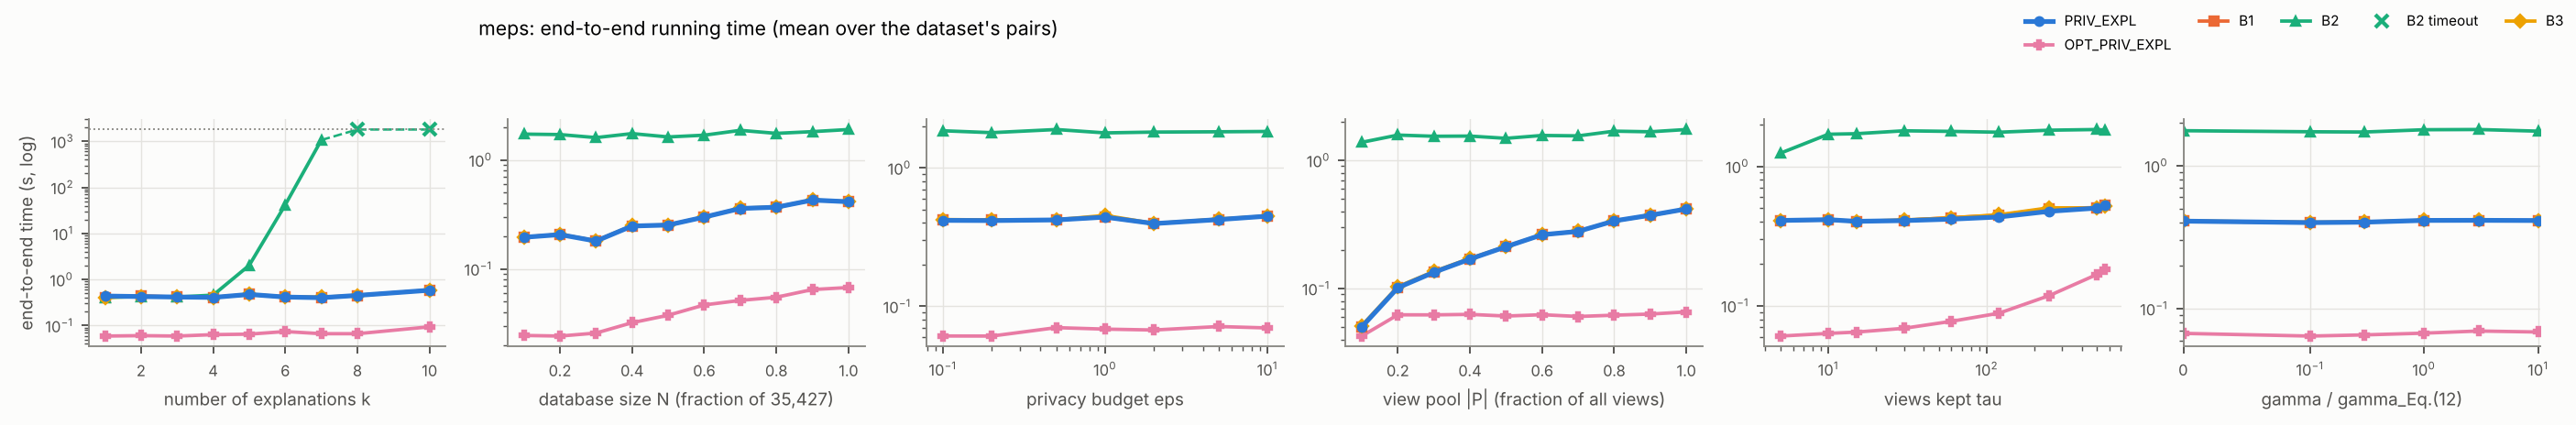 meps: end-to-end running time (mean over the dataset's pairs)
PRIV_EXPL B1 B2 B2 timeout B3
OPT_PRIV_EXPL
end-to-end time (s, log)
10³
10²
10¹
10⁰
10⁻¹
2 4 6 8 10
number of explanations k
10⁰
10⁻¹
0.2 0.4 0.6 0.8 1.0
database size N (fraction of 35,427)
10⁰
10⁻¹
10⁻¹ 10⁰ 10¹
privacy budget eps
10⁰
10⁻¹
0.2 0.4 0.6 0.8 1.0
view pool |P| (fraction of all views)
10⁰
10⁻¹
10¹ 10²
views kept tau
10⁰
10⁻¹
0 10⁻¹ 10⁰ 10¹
gamma / gamma_Eq.(12)